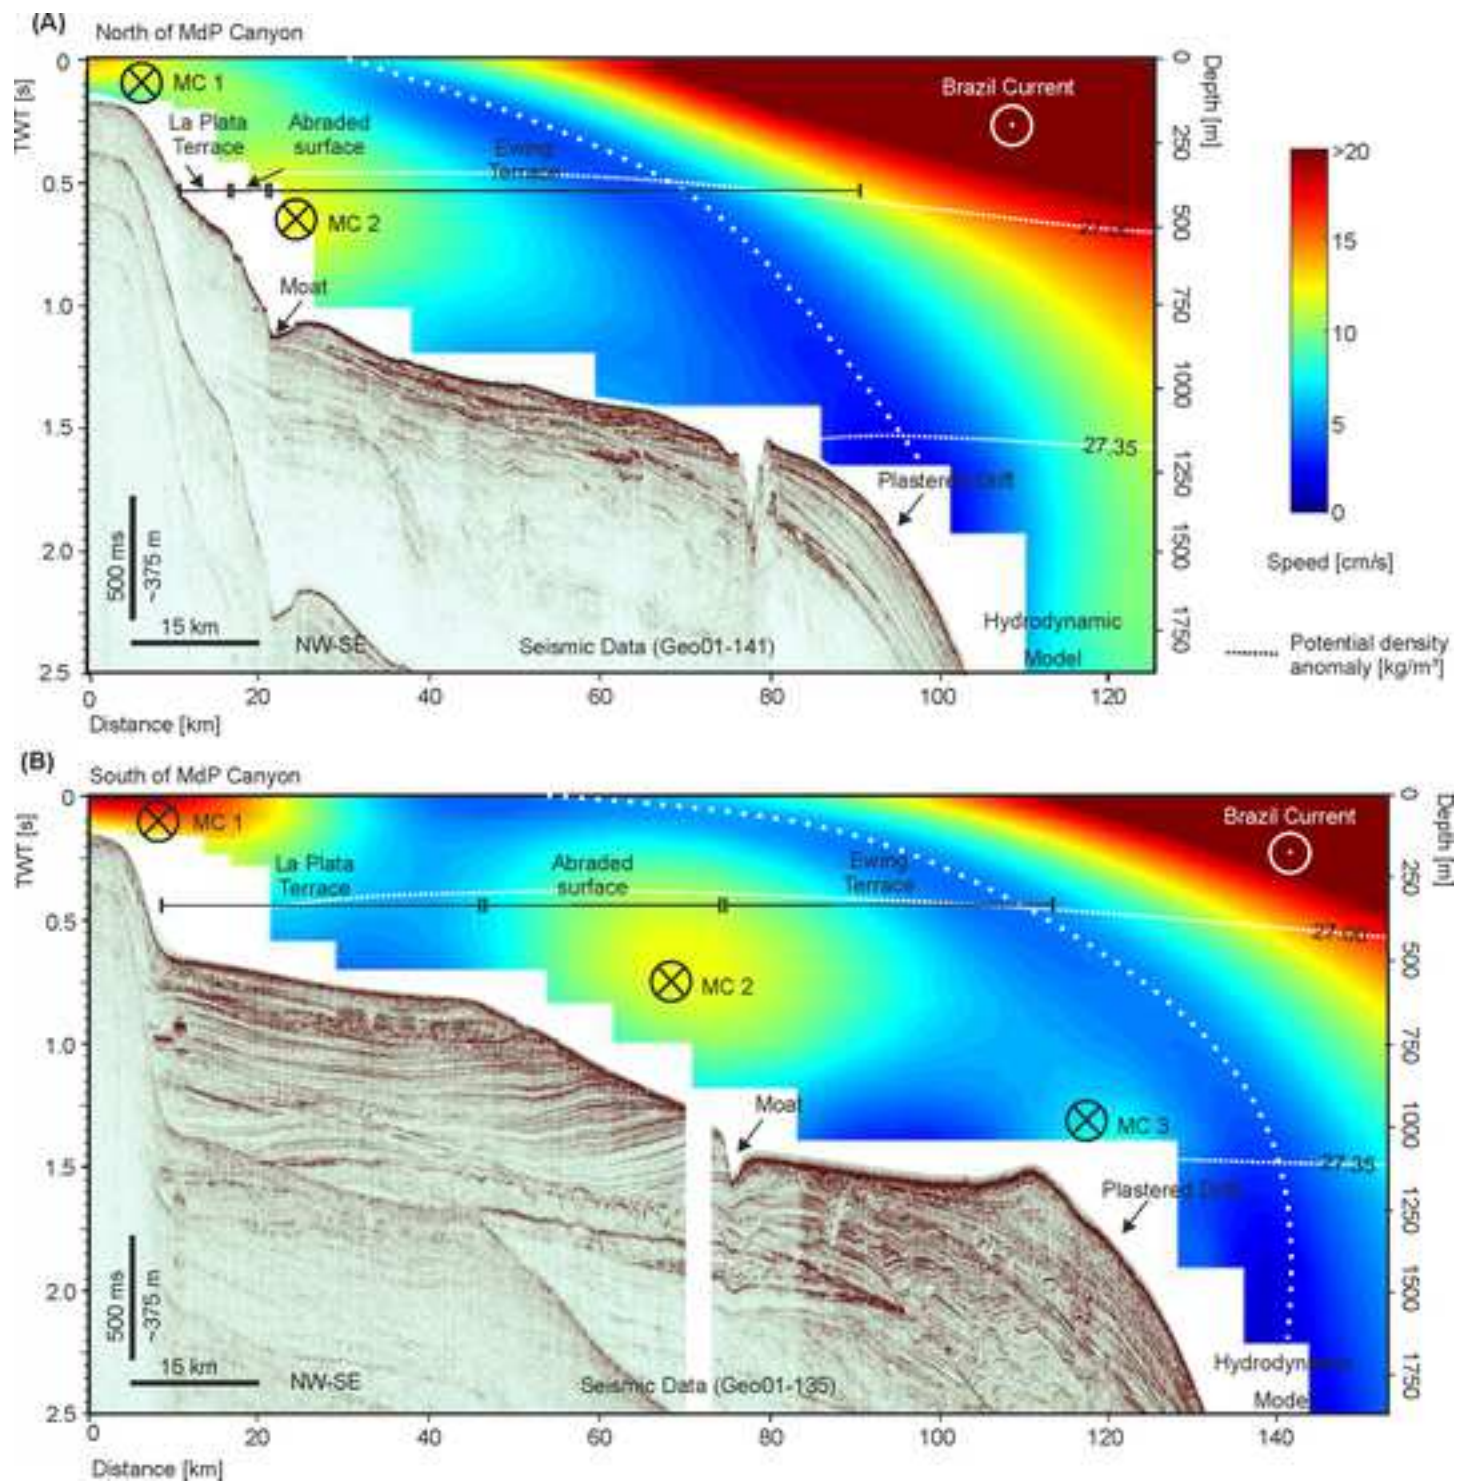 (A)
North of MdP Canyon
0
0.5
1.0
1.5
2.0
2.5
TWT [s]
MC 1
La Plata
Terrace
Abraded
surface
Ewing
Terrace
MC 2
Moat
Brazil Current
27.35
Plastered Drift
500 ms
~375 m
15 km
NW-SE
Seismic Data (Geo01-141)
Hydrodynamic
Model
0
250
500
750
1000
1250
1500
1750
Depth [m]
0
20
40
60
80
100
120
Distance [km]
>20
15
10
5
0
Speed [cm/s]
Potential density
anomaly [kg/m³]
(B)
South of MdP Canyon
0
0.5
1.0
1.5
2.0
2.5
TWT [s]
MC 1
La Plata
Terrace
Abraded
surface
Ewing
Terrace
MC 2
Moat
MC 3
Brazil Current
27.35
Plastered Drift
500 ms
~375 m
15 km
NW-SE
Seismic Data (Geo01-135)
Hydrodynamic
Model
0
250
500
750
1000
1250
1500
1750
Depth [m]
0
20
40
60
80
100
120
140
Distance [km]